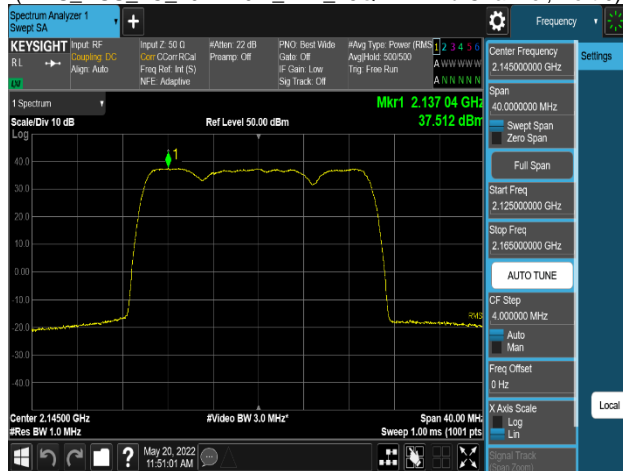 Spectrum Analyzer 1
Swept SA
Frequency
KEYSIGHT
RL
Input: RF
Coupling: DC
Align: Auto
Input Z: 50 Ω
Corr CCorr RCal
Freq Ref: Int (S)
NFE: Adaptive
#Atten: 22 dB
Preamp: Off
PNO: Best Wide
Gate: Off
IF Gain: Low
Sig Track: Off
#Avg Type: Power (RMS
Avg|Hold: 500/500
Trig: Free Run
1 2 3 4 5 6
A W W W W W
A N N N N N
1 Spectrum
Scale/Div 10 dB
Log
Ref Level 50.00 dBm
Mkr1 2.137 04 GHz
37.512 dBm
1
40.0
30.0
20.0
10.0
0.00
-10.0
-20.0
-30.0
-40.0
RMS
Center 2.14500 GHz
#Res BW 1.0 MHz
#Video BW 3.0 MHz*
Span 40.00 MHz
Sweep 1.00 ms (1001 pts
May 20, 2022
11:51:01 AM
Center Frequency
2.145000000 GHz
Span
40.0000000 MHz
Swept Span
Zero Span
Full Span
Start Freq
2.125000000 GHz
Stop Freq
2.165000000 GHz
AUTO TUNE
CF Step
4.000000 MHz
Auto
Man
Freq Offset
0 Hz
X Axis Scale
Log
Lin
Signal Track
(Span Zoom)
Settings
Local